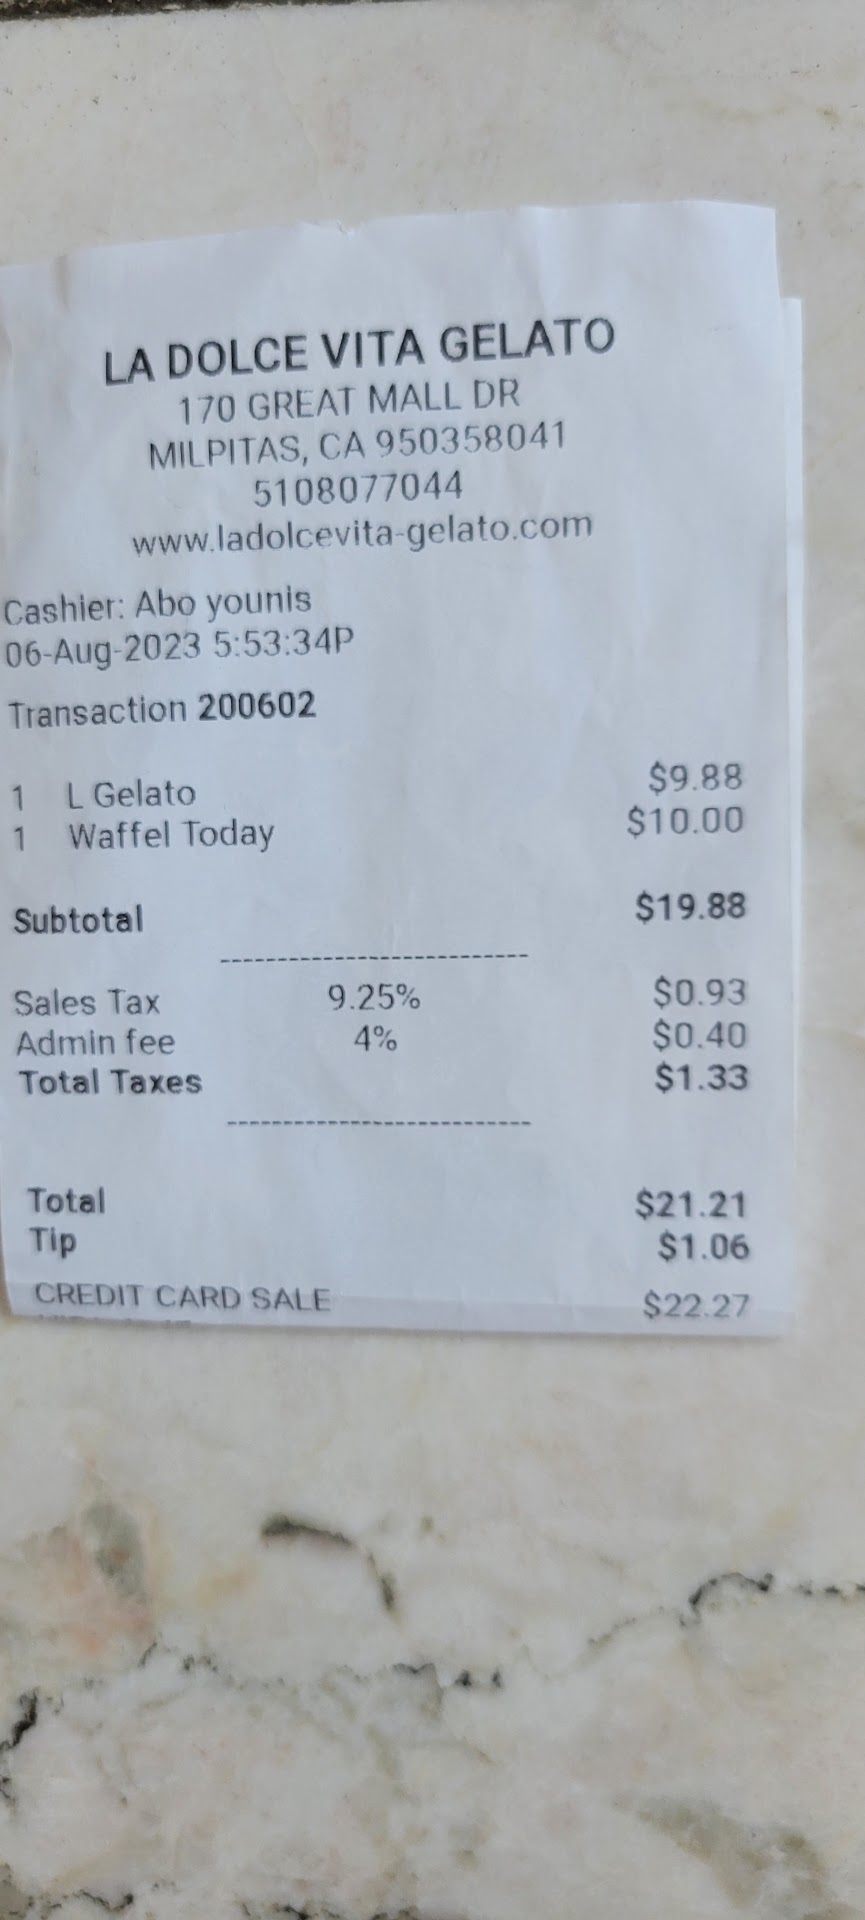 LA DOLCE VITA GELATO
170 GREAT MALL DR
MILPITAS, CA 950358041
5108077044
www.ladolcevita-gelato.com
Cashier: Abo younis
06-Aug-2023 5:53:34P
Transaction 200602
1 L Gelato $9.88
1 Waffel Today $10.00
Subtotal $19.88
Sales Tax 9.25% $0.93
Admin fee 4% $0.40
Total Taxes $1.33
Total $21.21
Tip $1.06
CREDIT CARD SALE $22.27